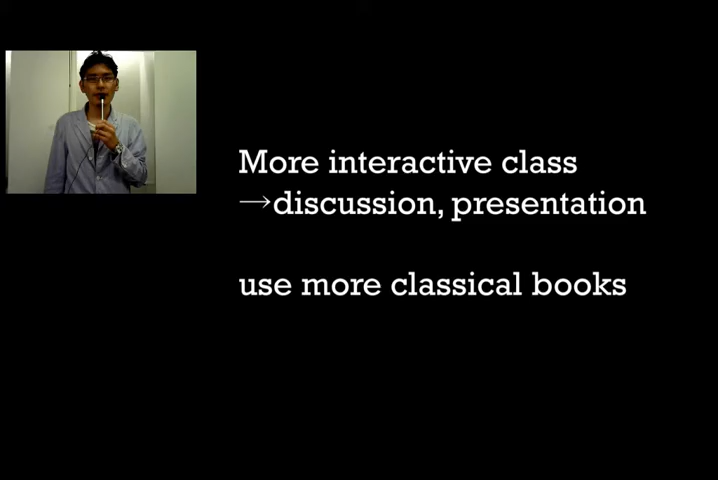 More interactive class
→discussion, presentation
use more classical books